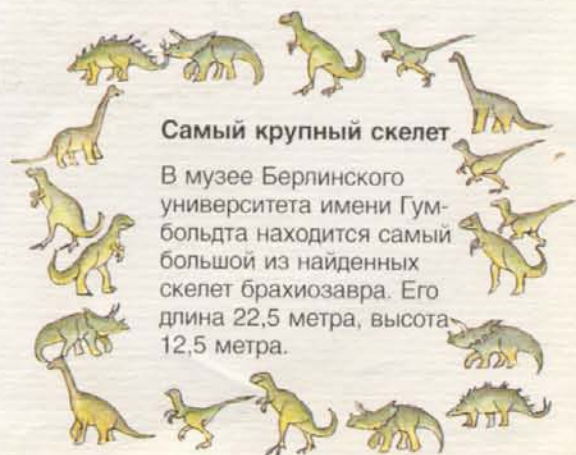 Самый крупный скелет
В музее Берлинского
университета имени Гум-
больдта находится самый
большой из найденных
скелет брахиозавра. Его
длина 22,5 метра, высота
12,5 метра.